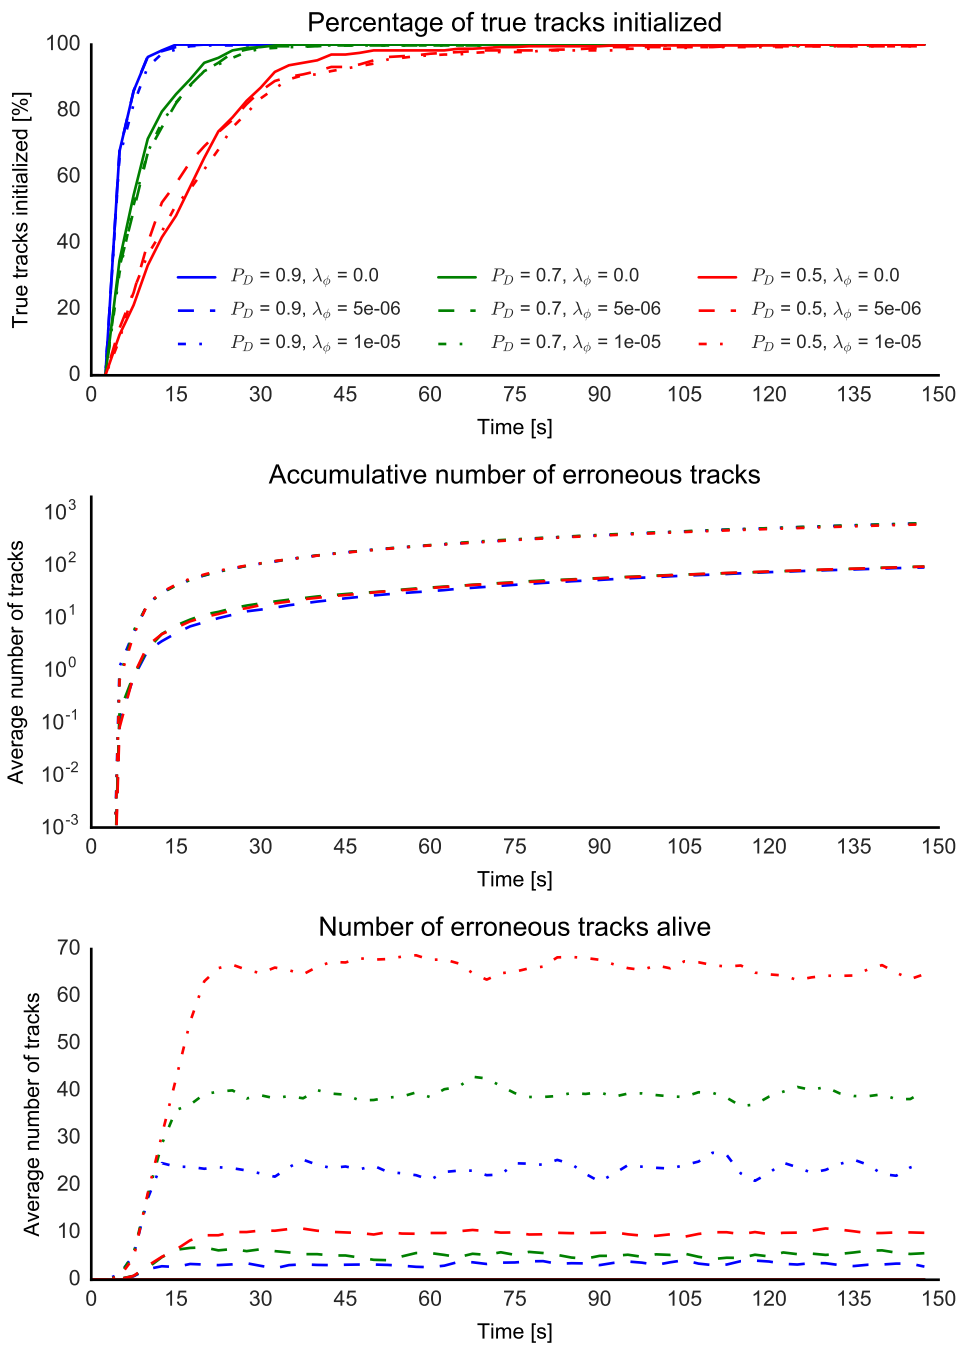 Percentage of true tracks initialized
True tracks initialized [%]
100
80
60
40
20
0
P_D = 0.9, λ_ϕ = 0.0
P_D = 0.7, λ_ϕ = 0.0
P_D = 0.5, λ_ϕ = 0.0
P_D = 0.9, λ_ϕ = 5e-06
P_D = 0.7, λ_ϕ = 5e-06
P_D = 0.5, λ_ϕ = 5e-06
P_D = 0.9, λ_ϕ = 1e-05
P_D = 0.7, λ_ϕ = 1e-05
P_D = 0.5, λ_ϕ = 1e-05
0 15 30 45 60 75 90 105 120 135 150
Time [s]
Accumulative number of erroneous tracks
Average number of tracks
10^3
10^2
10^1
10^0
10^-1
10^-2
10^-3
0 15 30 45 60 75 90 105 120 135 150
Time [s]
Number of erroneous tracks alive
Average number of tracks
70
60
50
40
30
20
10
0
0 15 30 45 60 75 90 105 120 135 150
Time [s]